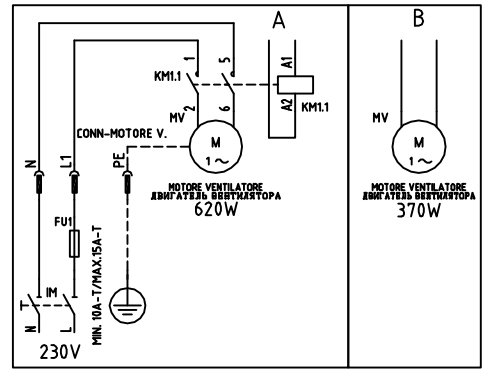 A
B
1
5
A1
KM1.1
A2
KM1.1
2
6
MV
MV
CONN-MOTORE V.
M
1~
M
1~
N
L1
PE
MOTORE VENTILATORE
ДВИГАТЕЛЬ ВЕНТИЛЯТОРА
620W
MOTORE VENTILATORE
ДВИГАТЕЛЬ ВЕНТИЛЯТОРА
370W
FU1
MIN. 10A-T/MAX.15A-T
IM
N
L
230V